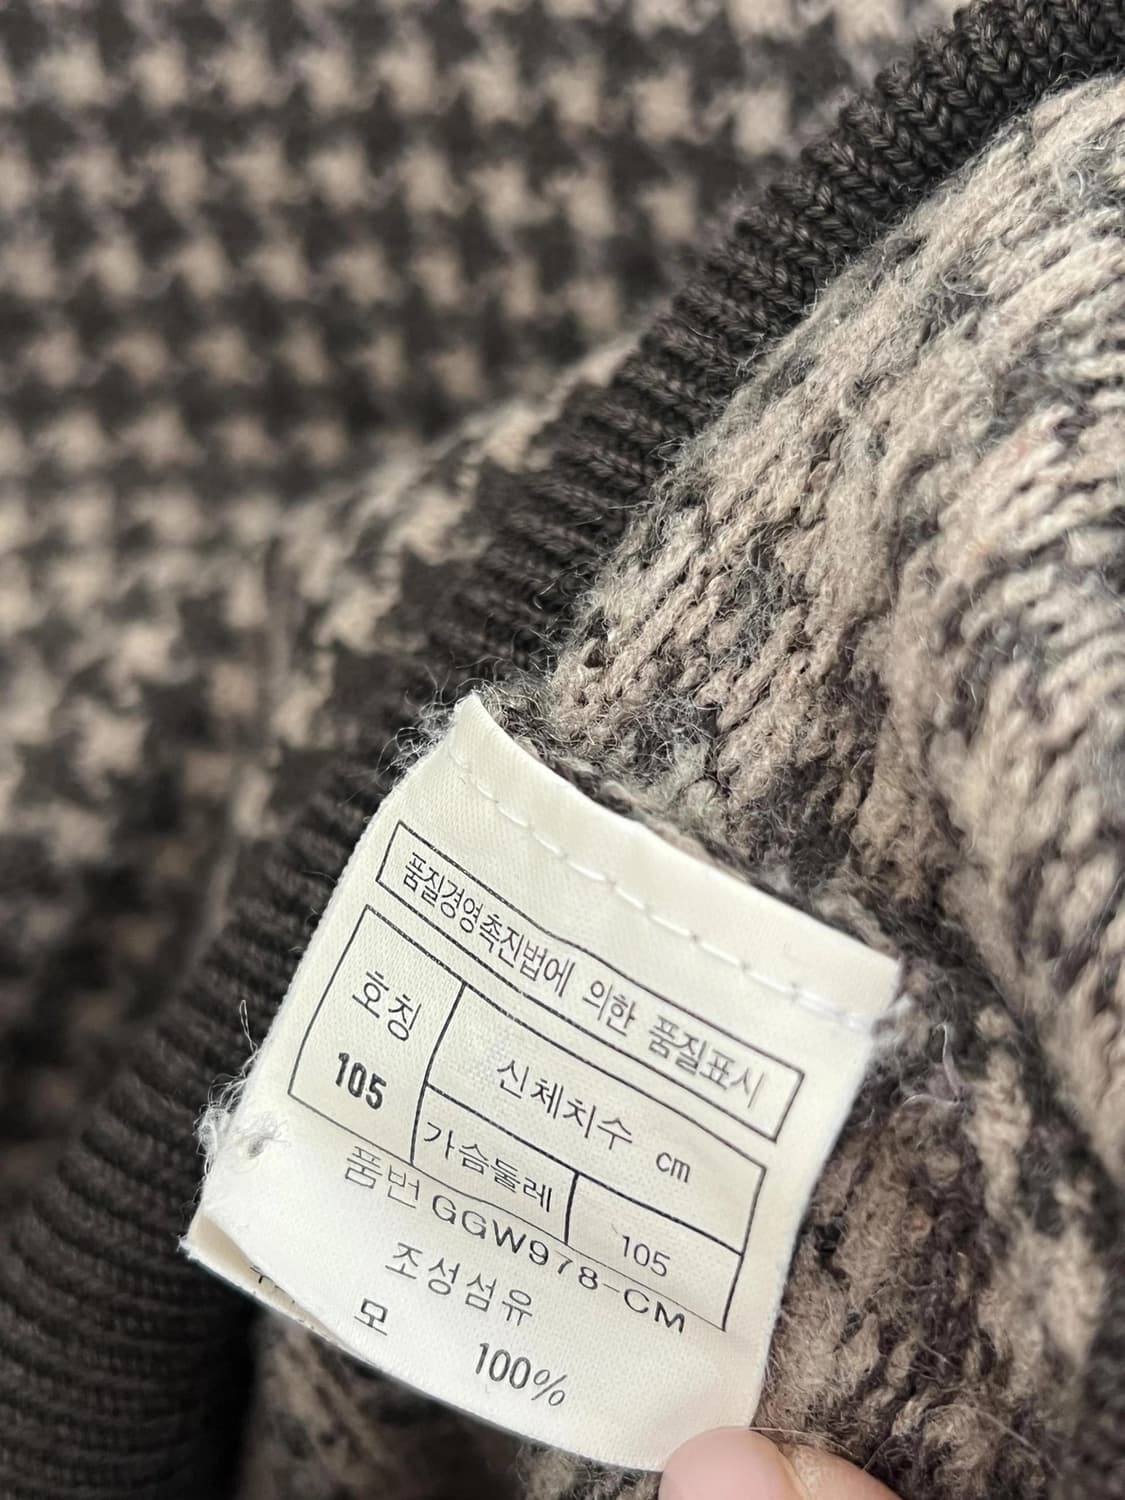 품질경영촉진법에 의한 품질표시
호칭
105
신체치수 cm
가슴둘레 105
품번 GGW978-CM
조성섬유
모 100%